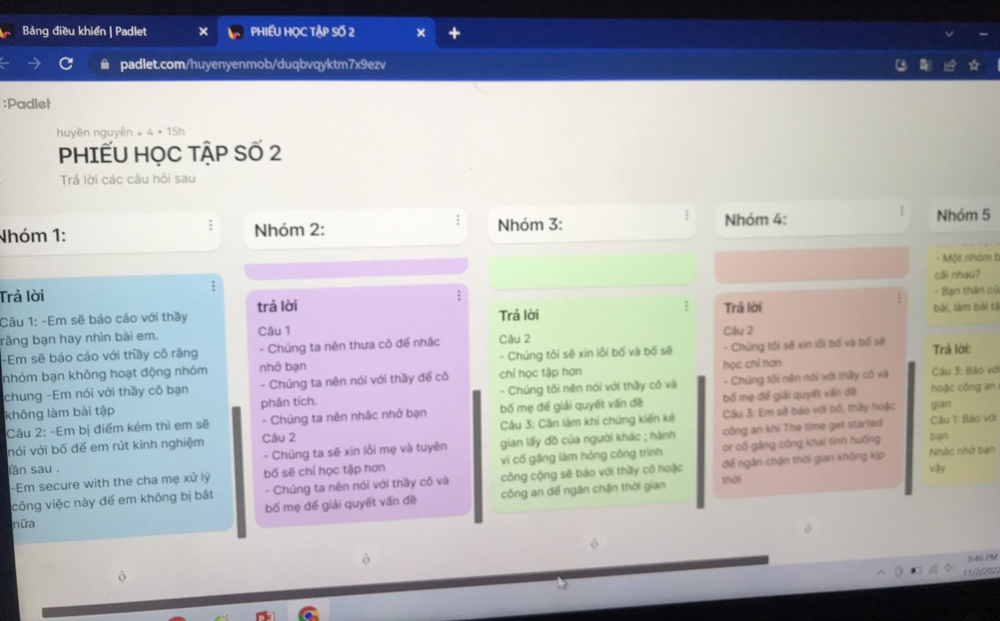 Bảng điều khiển | Padlet
PHIẾU HỌC TẬP SỐ 2
padlet.com/huyenyenmob/duqbvqyktm7x9ezv
:Padlet
huyền nguyễn + 4 • 15h
PHIẾU HỌC TẬP SỐ 2
Trả lời các câu hỏi sau
Nhóm 1:
Trả lời
Câu 1: -Em sẽ báo cáo với thầy
rằng bạn hay nhìn bài em.
-Em sẽ báo cáo với thầy cô rằng
nhóm bạn không hoạt động nhóm
chung -Em nói với thầy cô bạn
không làm bài tập
Câu 2: -Em bị điểm kém thì em sẽ
nói với bố để em rút kinh nghiệm
lần sau .
-Em secure with the cha mẹ xử lý
công việc này để em không bị bắt
nữa
Nhóm 2:
trả lời
Câu 1
- Chúng ta nên thưa cô để nhắc
nhở bạn
- Chúng ta nên nói với thầy để cô
phân tích.
- Chúng ta nên nhắc nhở bạn
Câu 2
- Chúng ta sẽ xin lỗi mẹ và tuyên
bố sẽ chỉ học tập hơn
- Chúng ta nên nói với thầy cô và
bố mẹ để giải quyết vấn đề
Nhóm 3:
Trả lời
Câu 2
- Chúng tôi sẽ xin lỗi bố và bố sẽ
chỉ học tập hơn
- Chúng tôi nên nói với thầy cô và
bố mẹ để giải quyết vấn đề
Câu 3: Cần làm khi chứng kiến kẻ
gian lấy đồ của người khác ; hành
vi cố gắng làm hỏng công trình
công cộng sẽ báo với thầy cô hoặc
công an để ngăn chặn thời gian
Nhóm 4:
Trả lời
Câu 2
- Chúng tôi sẽ xin lỗi bố và bố sẽ
học chỉ hơn
- Chúng tôi nên nói với thầy cô và
bố mẹ để giải quyết vấn đề
Câu 3: Em sẽ báo với bố, thầy hoặc
công an khi The time get started
or cố gắng công khai tình huống
để ngăn chặn thời gian không kịp
thời
Nhóm 5
- Một nhóm b
cãi nhau?
- Bạn thân củ
bài, làm bài tậ
Trả lời:
Câu 3: Báo với
hoặc công an
gian
Câu 1: Báo với
bạn
Nhắc nhở bạn
vậy
9:46 PM